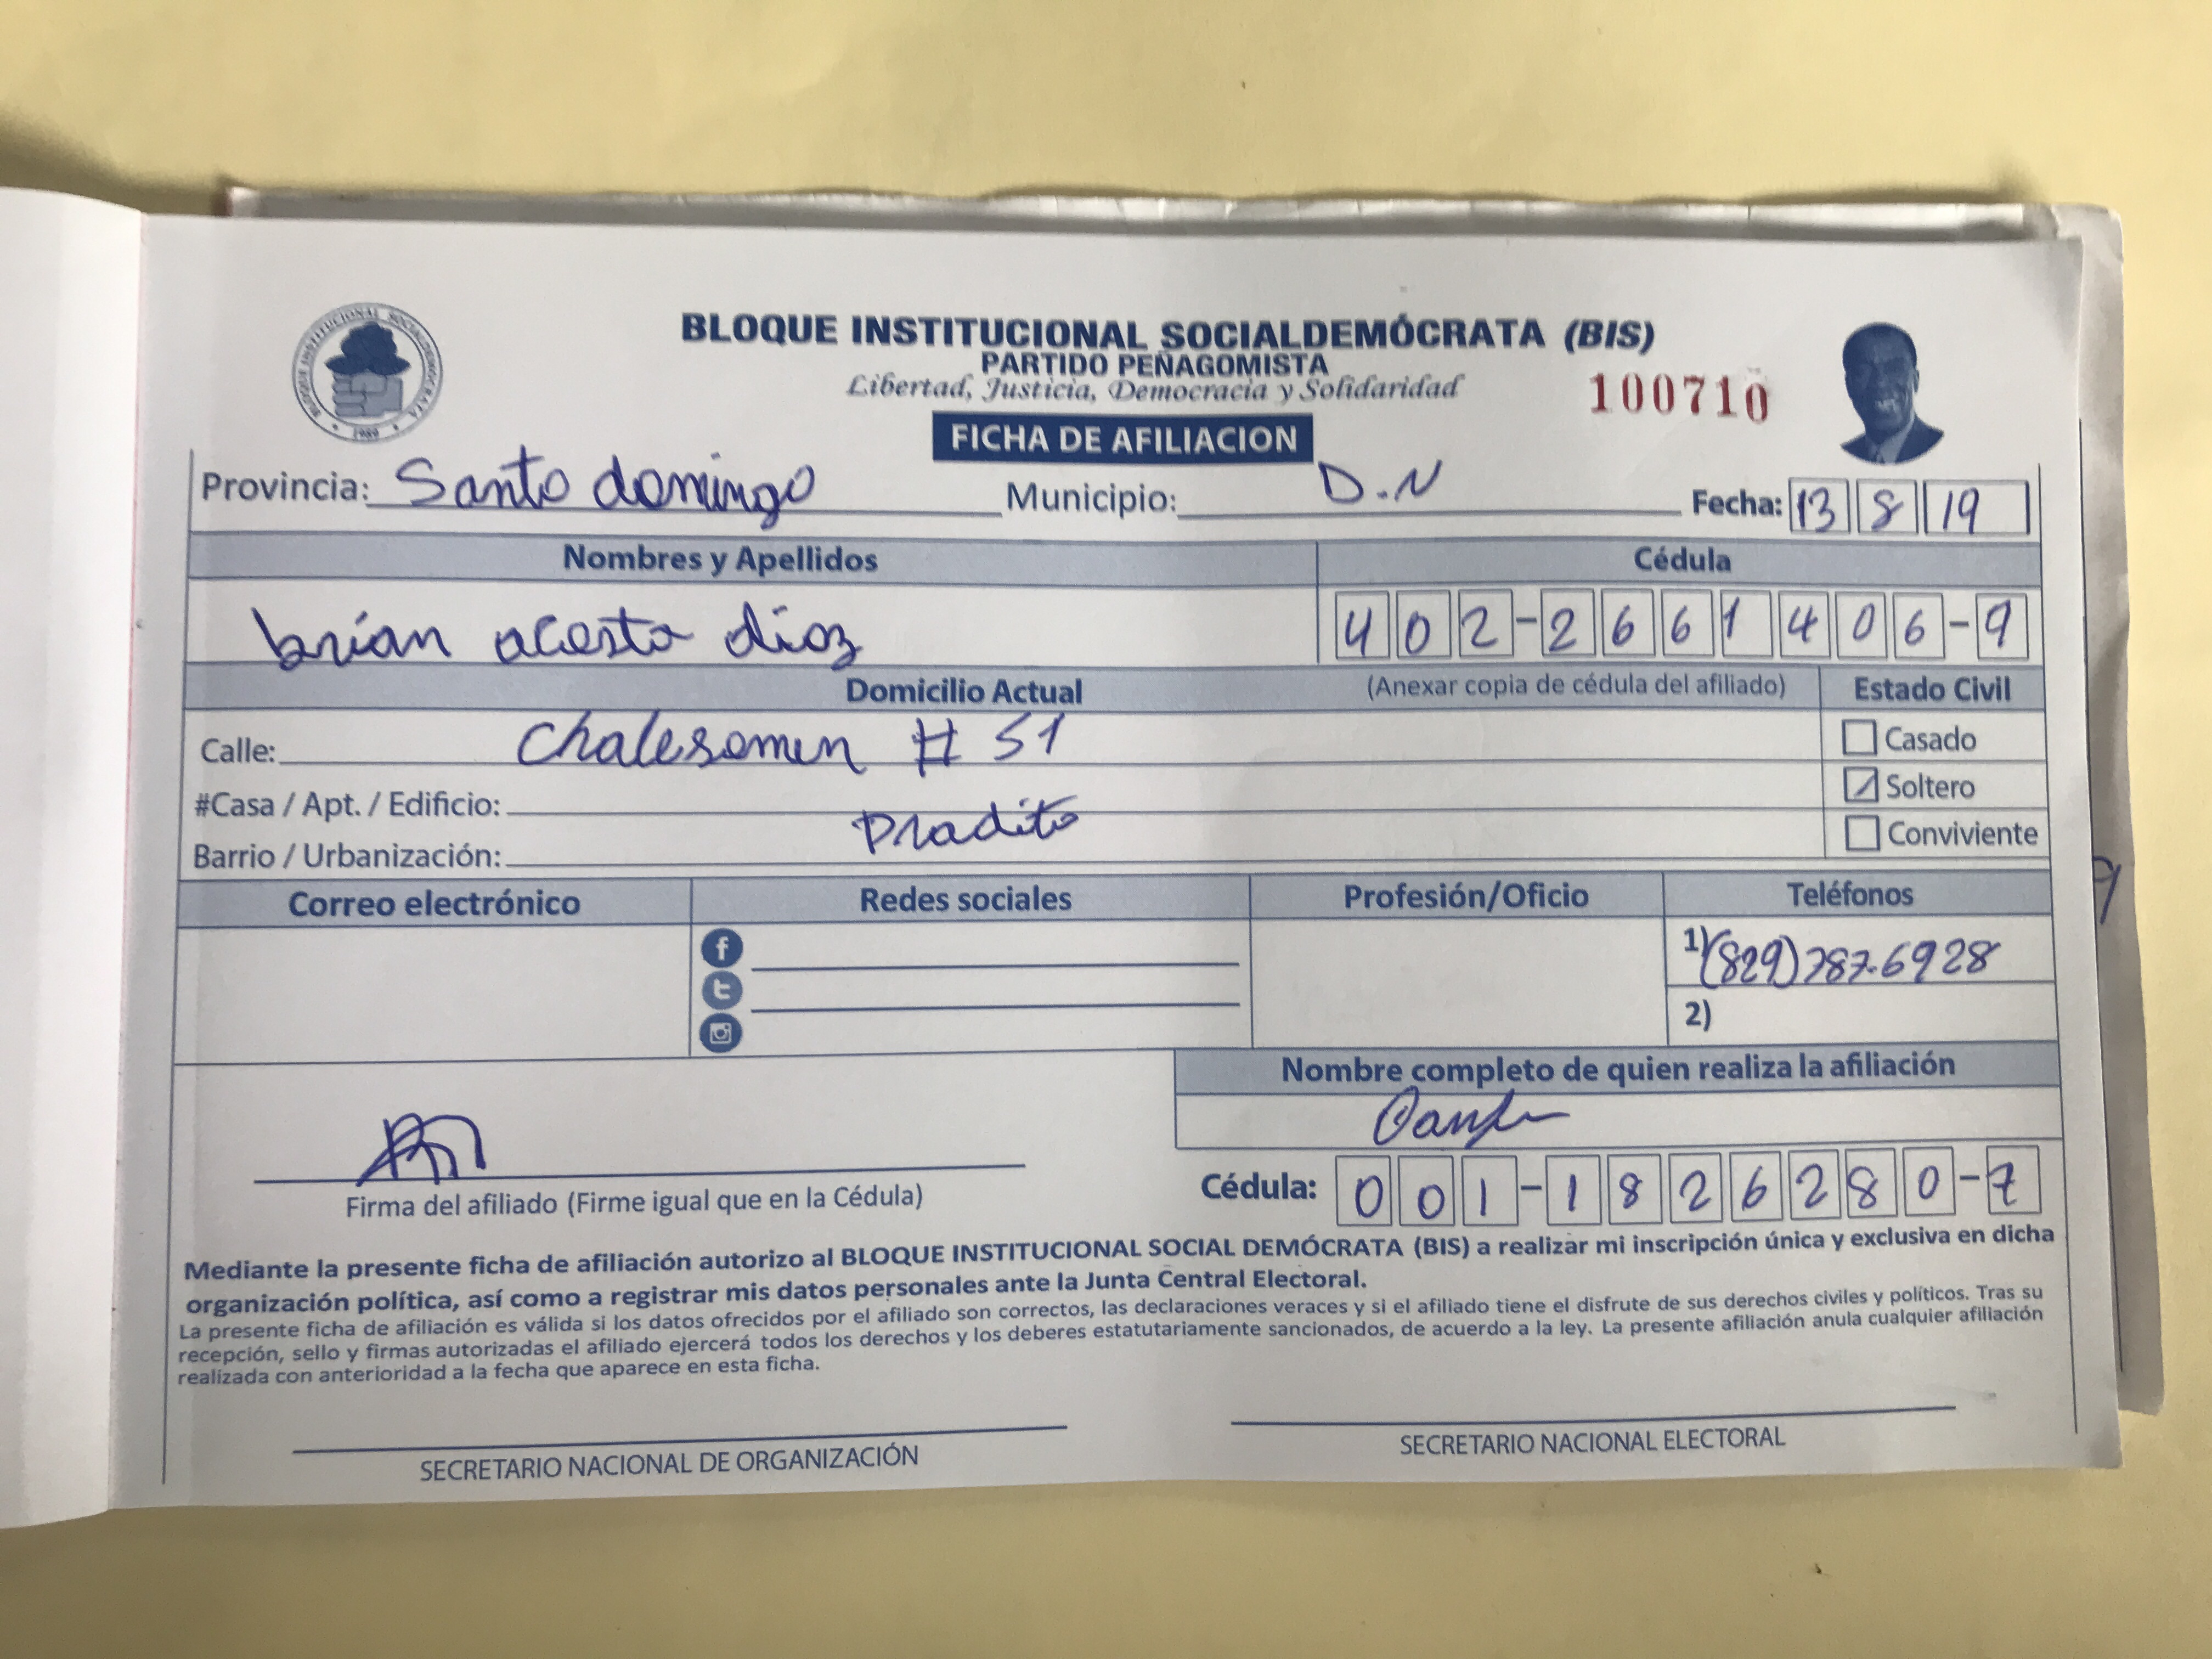 BLOQUE INSTITUCIONAL SOCIALDEMÓCRATA
1989
BLOQUE INSTITUCIONAL SOCIALDEMÓCRATA (BIS)
PARTIDO PEÑAGOMISTA
Libertad, Justicia, Democracia y Solidaridad
100710
FICHA DE AFILIACION
Provincia: Santo domingo Municipio: D.N Fecha: 13 8 19
Nombres y Apellidos Cédula
brian acosta diaz 402-2661406-9
Domicilio Actual (Anexar copia de cédula del afiliado) Estado Civil
Calle: chalesomen # 51 Casado
#Casa / Apt. / Edificio: Soltero
Barrio / Urbanización: Pradito Conviviente
Correo electrónico Redes sociales Profesión/Oficio Teléfonos
1) (829) 787-6928
2)
Nombre completo de quien realiza la afiliación
Firma del afiliado (Firme igual que en la Cédula) Cédula: 001-1826280-7
Mediante la presente ficha de afiliación autorizo al BLOQUE INSTITUCIONAL SOCIAL DEMÓCRATA (BIS) a realizar mi inscripción única y exclusiva en dicha
organización política, así como a registrar mis datos personales ante la Junta Central Electoral.
La presente ficha de afiliación es válida si los datos ofrecidos por el afiliado son correctos, las declaraciones veraces y si el afiliado tiene el disfrute de sus derechos civiles y políticos. Tras su
recepción, sello y firmas autorizadas el afiliado ejercerá todos los derechos y los deberes estatutariamente sancionados, de acuerdo a la ley. La presente afiliación anula cualquier afiliación
realizada con anterioridad a la fecha que aparece en esta ficha.
SECRETARIO NACIONAL DE ORGANIZACIÓN SECRETARIO NACIONAL ELECTORAL